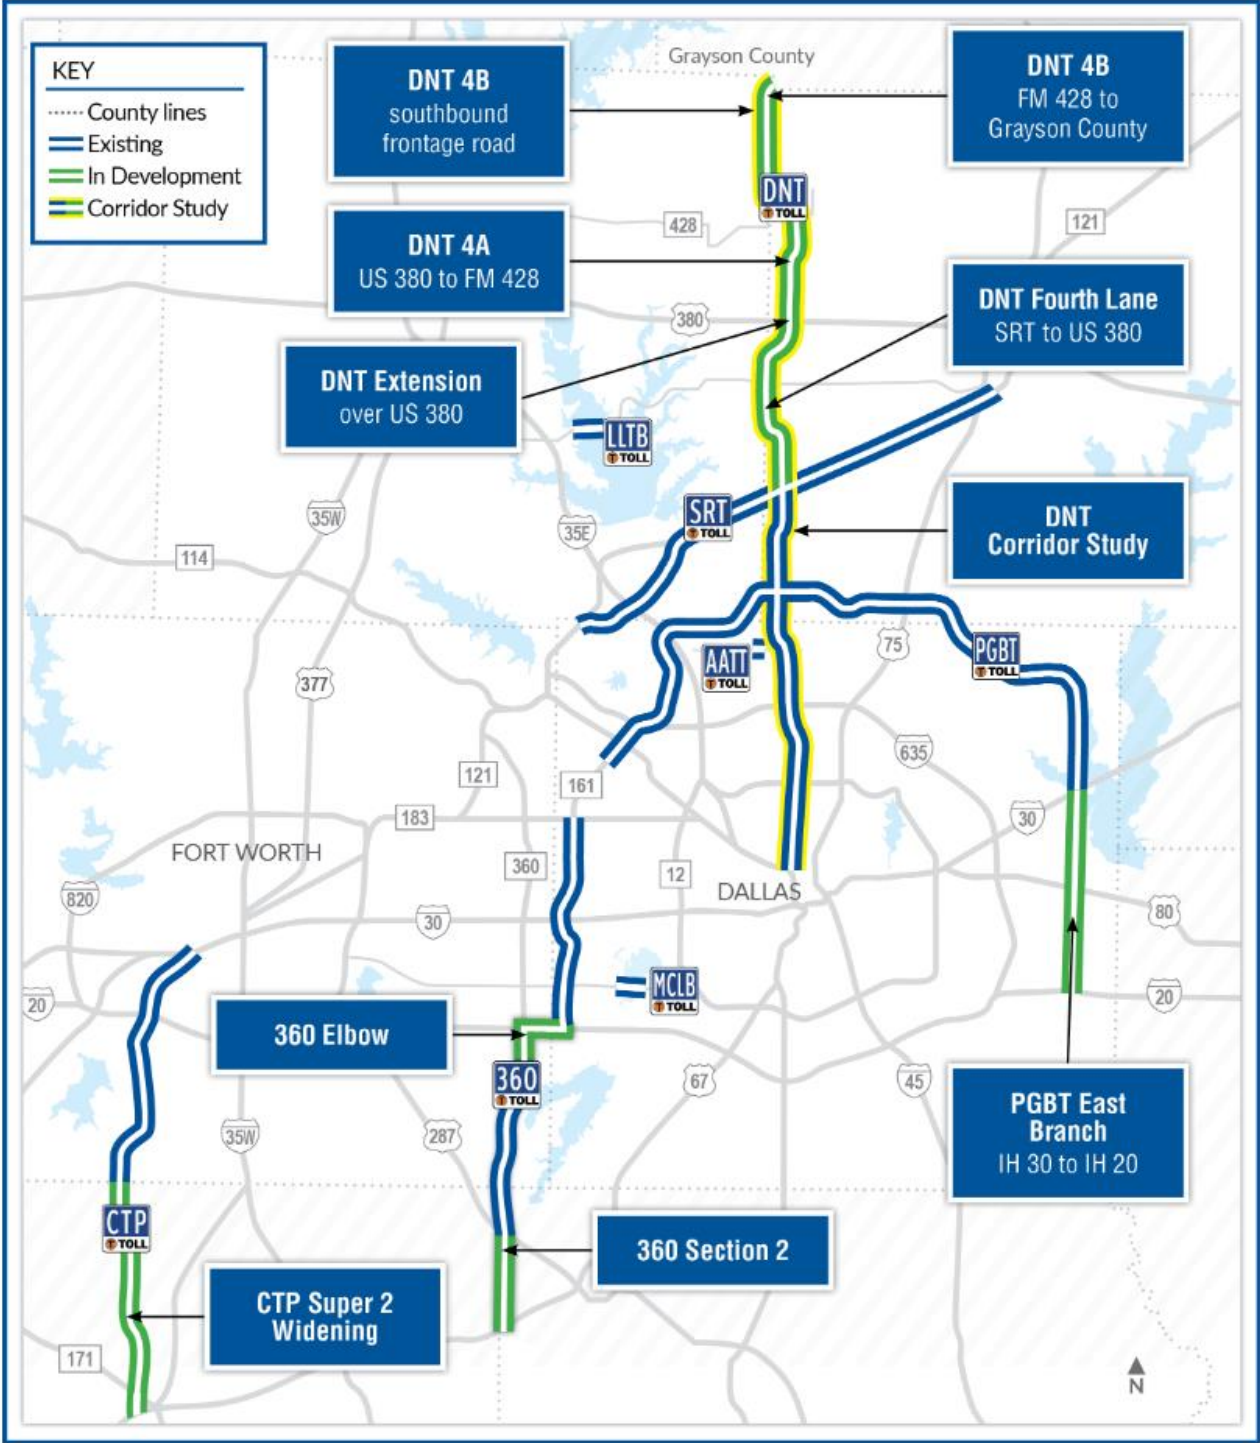 KEY
County lines
Existing
In Development
Corridor Study
DNT 4B
southbound
frontage road
Grayson County
DNT 4B
FM 428 to
Grayson County
DNT
TOLL
428
121
DNT 4A
US 380 to FM 428
380
DNT Fourth Lane
SRT to US 380
DNT Extension
over US 380
LLTB
TOLL
35W
SRT
TOLL
35E
DNT
Corridor Study
114
75
PGBT
TOLL
AATT
TOLL
377
635
121
161
183
30
FORT WORTH
360
12
DALLAS
820
30
80
20
MCLB
TOLL
20
360 Elbow
360
TOLL
67
45
PGBT East
Branch
IH 30 to IH 20
35W
287
CTP
TOLL
360 Section 2
CTP Super 2
Widening
171
N